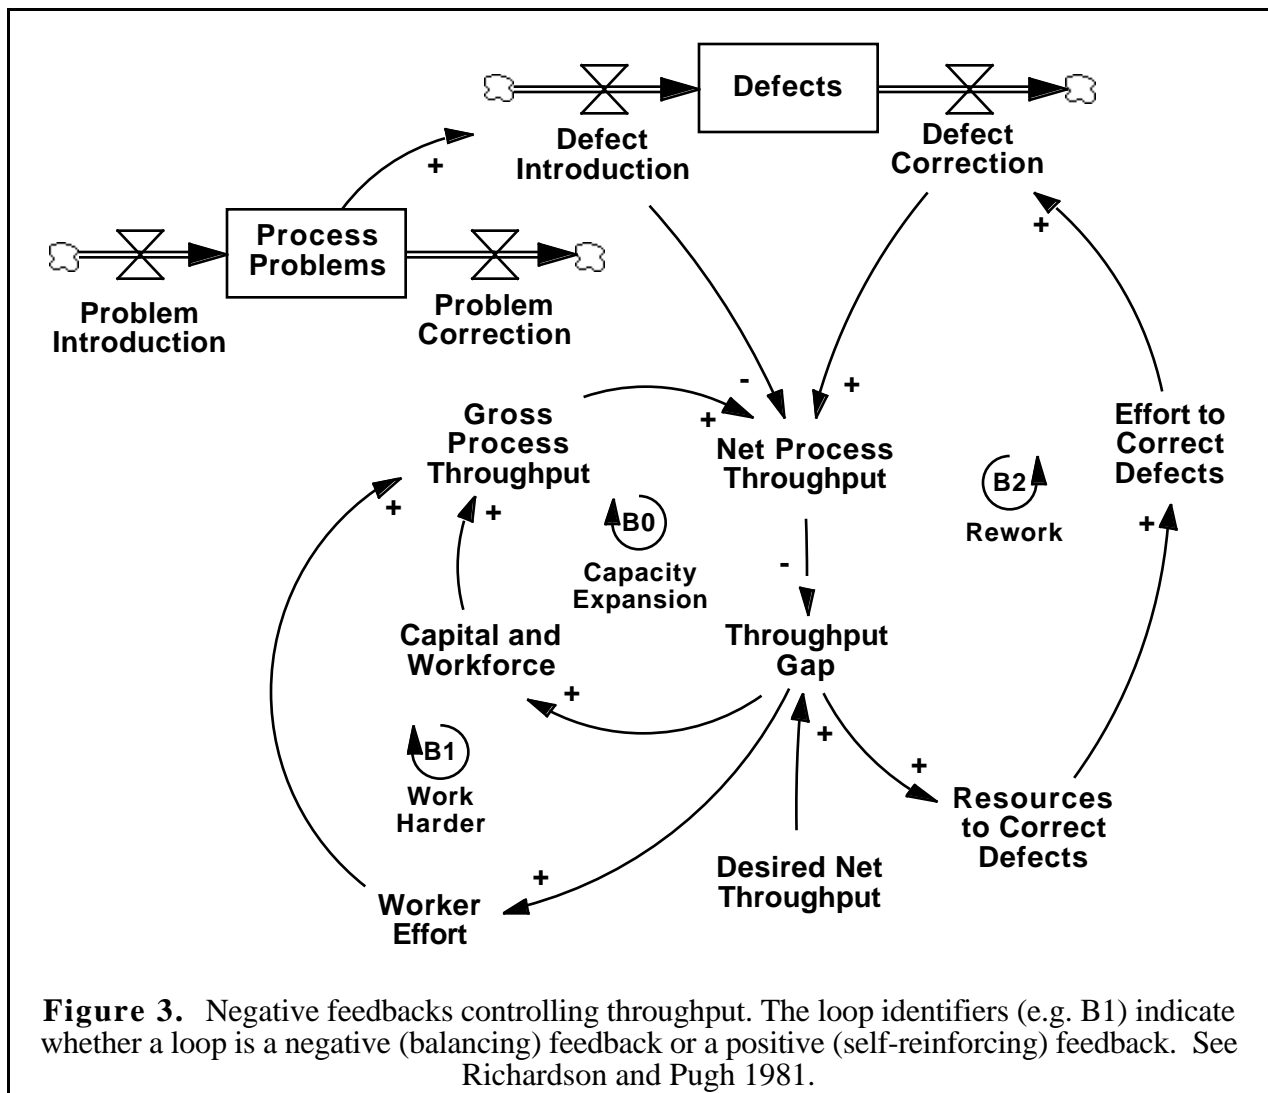 Defects
Defect
Introduction
Defect
Correction
+
Process
Problems
+
Problem
Introduction
Problem
Correction
-
+
+
Gross
Process
Throughput
Net Process
Throughput
Effort to
Correct
Defects
B2
Rework
+
+
+
B0
Capacity
Expansion
-
Capital and
Workforce
Throughput
Gap
+
+
+
B1
Work
Harder
Resources
to Correct
Defects
Desired Net
Throughput
+
Worker
Effort
Figure 3. Negative feedbacks controlling throughput. The loop identifiers (e.g. B1) indicate
whether a loop is a negative (balancing) feedback or a positive (self-reinforcing) feedback. See
Richardson and Pugh 1981.